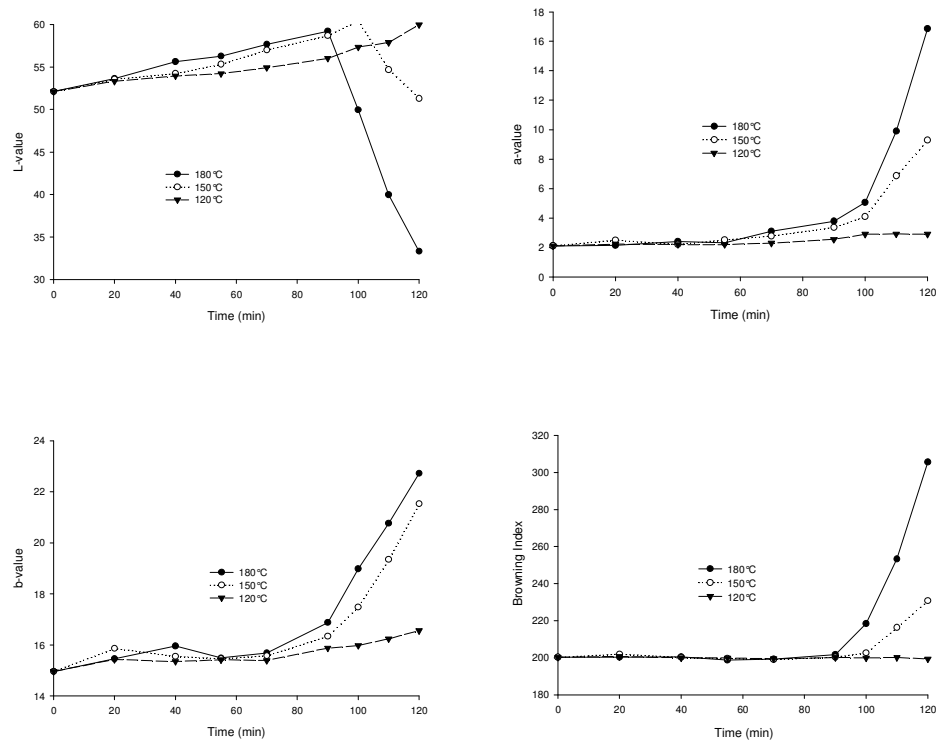 60
55
50
45
40
35
30
L-value
180°C
150°C
120°C
0 20 40 60 80 100 120
Time (min)
18
16
14
12
10
8
6
4
2
0
a-value
180°C
150°C
120°C
0 20 40 60 80 100 120
Time (min)
24
22
20
18
16
14
b-value
180°C
150°C
120°C
0 20 40 60 80 100 120
Time (min)
320
300
280
260
240
220
200
180
Browning Index
180°C
150°C
120°C
0 20 40 60 80 100 120
Time (min)